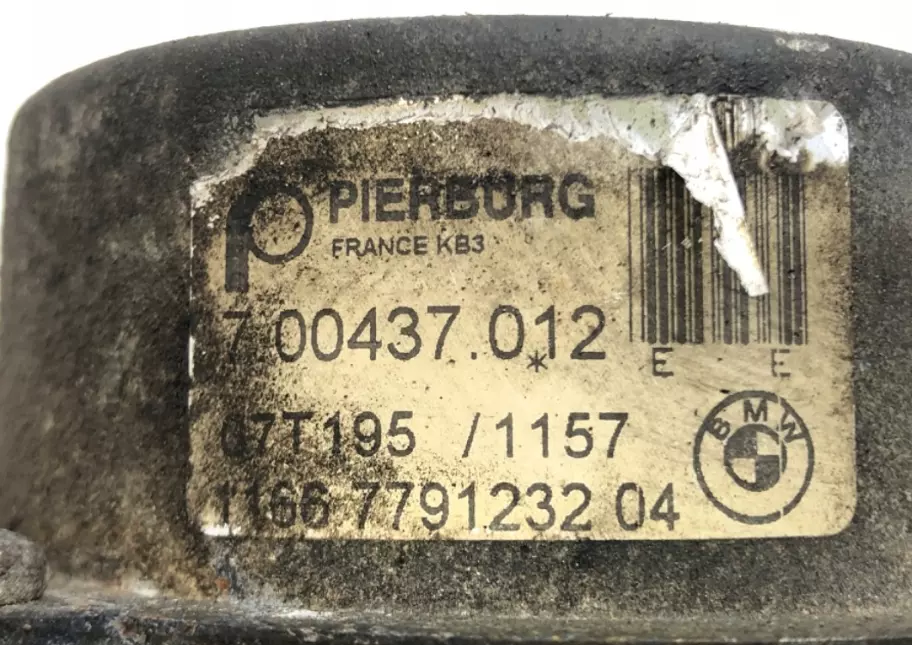 PIERBURG
FRANCE KB3
7.00437.012
*
E E
07T195 / 1157
BMW
1166 7791232 04